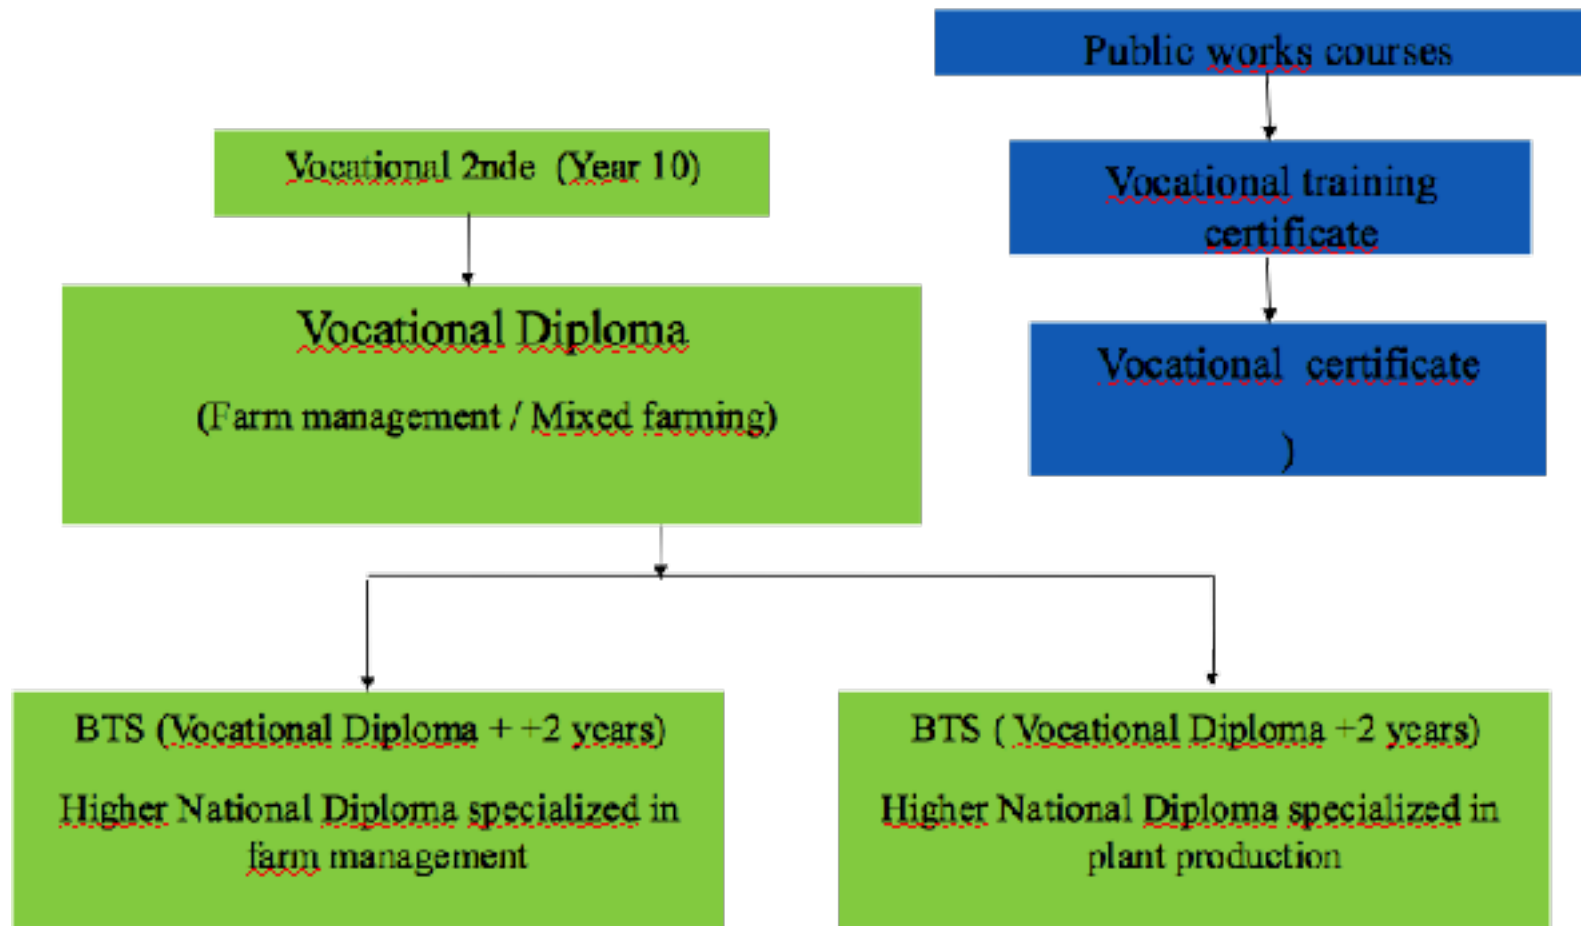 Public works courses
Vocational training
certificate
Vocational  certificate
)
Vocational 2nde  (Year 10)
Vocational Diploma
(Farm management / Mixed farming)
BTS (Vocational Diploma + +2 years)
Higher National Diploma specialized in
farm management
BTS ( Vocational Diploma +2 years)
Higher National Diploma specialized in
plant production